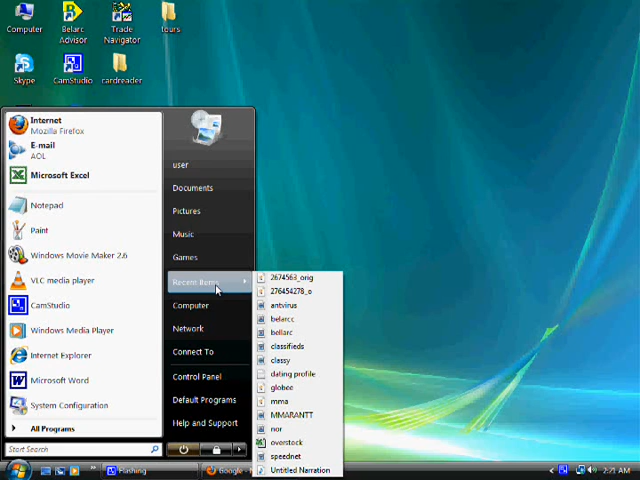 Computer
Belarc
Advisor
Trade
Navigator
tours
Skype
CamStudio
cardreader
Internet
Mozilla Firefox
E-mail
AOL
Microsoft Excel
Notepad
Paint
Windows Movie Maker 2.6
VLC media player
CamStudio
Windows Media Player
Internet Explorer
Microsoft Word
System Configuration
All Programs
Start Search
user
Documents
Pictures
Music
Games
Recent Items
Computer
Network
Connect To
Control Panel
Default Programs
Help and Support
2674563_orig
276454278_o
antvirus
belarcc
bellarc
classifieds
classy
dating profile
globee
mma
MMARANTT
nor
overstock
speednet
Untitled Narration
Flashing
Google -
2:21 AM